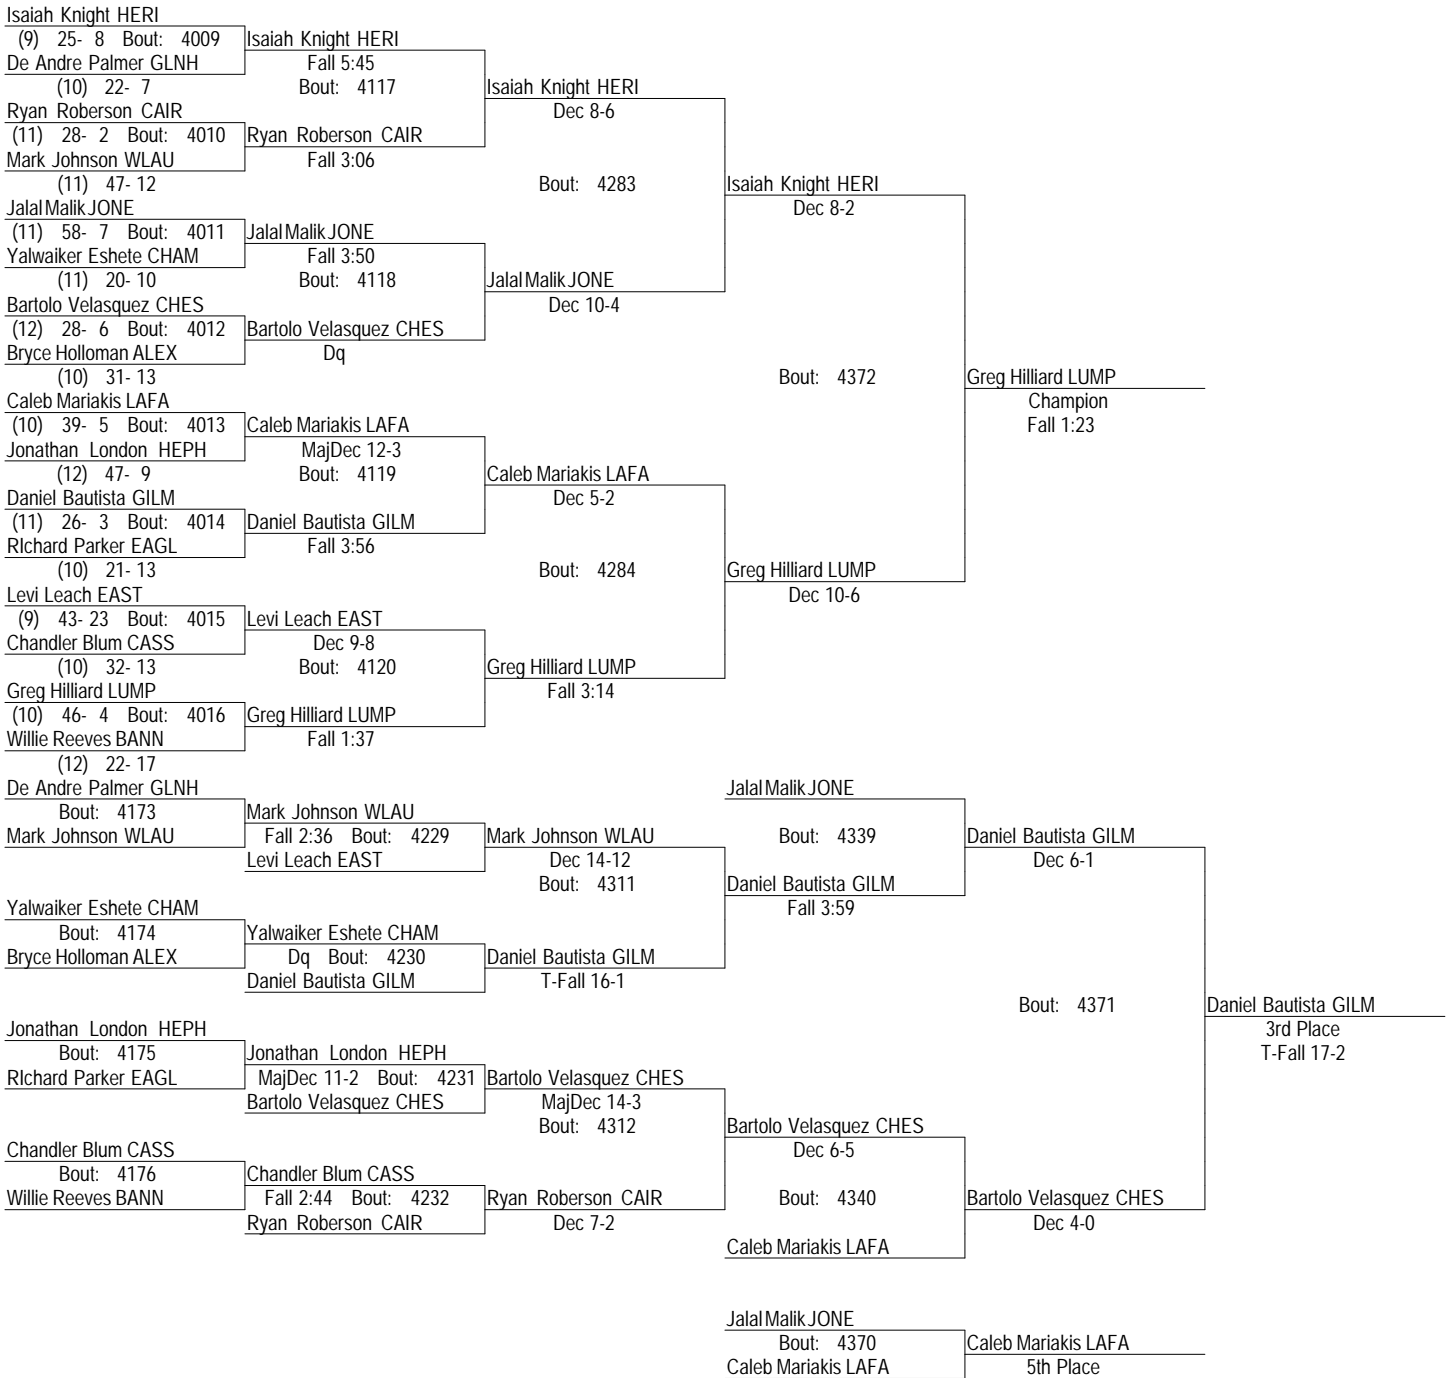 Isaiah Knight HERI
(9) 25- 8 Bout: 4009 Isaiah Knight HERI
De Andre Palmer GLNH Fall 5:45
(10) 22- 7 Bout: 4117 Isaiah Knight HERI
Ryan Roberson CAIR Dec 8-6
(11) 28- 2 Bout: 4010 Ryan Roberson CAIR
Mark Johnson WLAU Fall 3:06
(11) 47- 12 Bout: 4283 Isaiah Knight HERI
Jalal Malik JONE Dec 8-2
(11) 58- 7 Bout: 4011 Jalal Malik JONE
Yalwaiker Eshete CHAM Fall 3:50
(11) 20- 10 Bout: 4118 Jalal Malik JONE
Bartolo Velasquez CHES Dec 10-4
(12) 28- 6 Bout: 4012 Bartolo Velasquez CHES
Bryce Holloman ALEX Dq
(10) 31- 13 Bout: 4372 Greg Hilliard LUMP
Caleb Mariakis LAFA Champion
(10) 39- 5 Bout: 4013 Caleb Mariakis LAFA Fall 1:23
Jonathan London HEPH MajDec 12-3
(12) 47- 9 Bout: 4119 Caleb Mariakis LAFA
Daniel Bautista GILM Dec 5-2
(11) 26- 3 Bout: 4014 Daniel Bautista GILM
RIchard Parker EAGL Fall 3:56
(10) 21- 13 Bout: 4284 Greg Hilliard LUMP
Levi Leach EAST Dec 10-6
(9) 43- 23 Bout: 4015 Levi Leach EAST
Chandler Blum CASS Dec 9-8
(10) 32- 13 Bout: 4120 Greg Hilliard LUMP
Greg Hilliard LUMP Fall 3:14
(10) 46- 4 Bout: 4016 Greg Hilliard LUMP
Willie Reeves BANN Fall 1:37
(12) 22- 17
De Andre Palmer GLNH Jalal Malik JONE
Bout: 4173 Mark Johnson WLAU
Mark Johnson WLAU Fall 2:36 Bout: 4229 Mark Johnson WLAU Bout: 4339 Daniel Bautista GILM
Levi Leach EAST Dec 14-12 Dec 6-1
Bout: 4311 Daniel Bautista GILM
Yalwaiker Eshete CHAM Fall 3:59
Bout: 4174 Yalwaiker Eshete CHAM
Bryce Holloman ALEX Dq Bout: 4230 Daniel Bautista GILM
Daniel Bautista GILM T-Fall 16-1
Bout: 4371 Daniel Bautista GILM
Jonathan London HEPH 3rd Place
Bout: 4175 Jonathan London HEPH T-Fall 17-2
RIchard Parker EAGL MajDec 11-2 Bout: 4231 Bartolo Velasquez CHES
Bartolo Velasquez CHES MajDec 14-3
Bout: 4312 Bartolo Velasquez CHES
Chandler Blum CASS Dec 6-5
Bout: 4176 Chandler Blum CASS
Willie Reeves BANN Fall 2:44 Bout: 4232 Ryan Roberson CAIR Bout: 4340 Bartolo Velasquez CHES
Ryan Roberson CAIR Dec 7-2 Dec 4-0
Caleb Mariakis LAFA
Jalal Malik JONE
Bout: 4370 Caleb Mariakis LAFA
Caleb Mariakis LAFA 5th Place